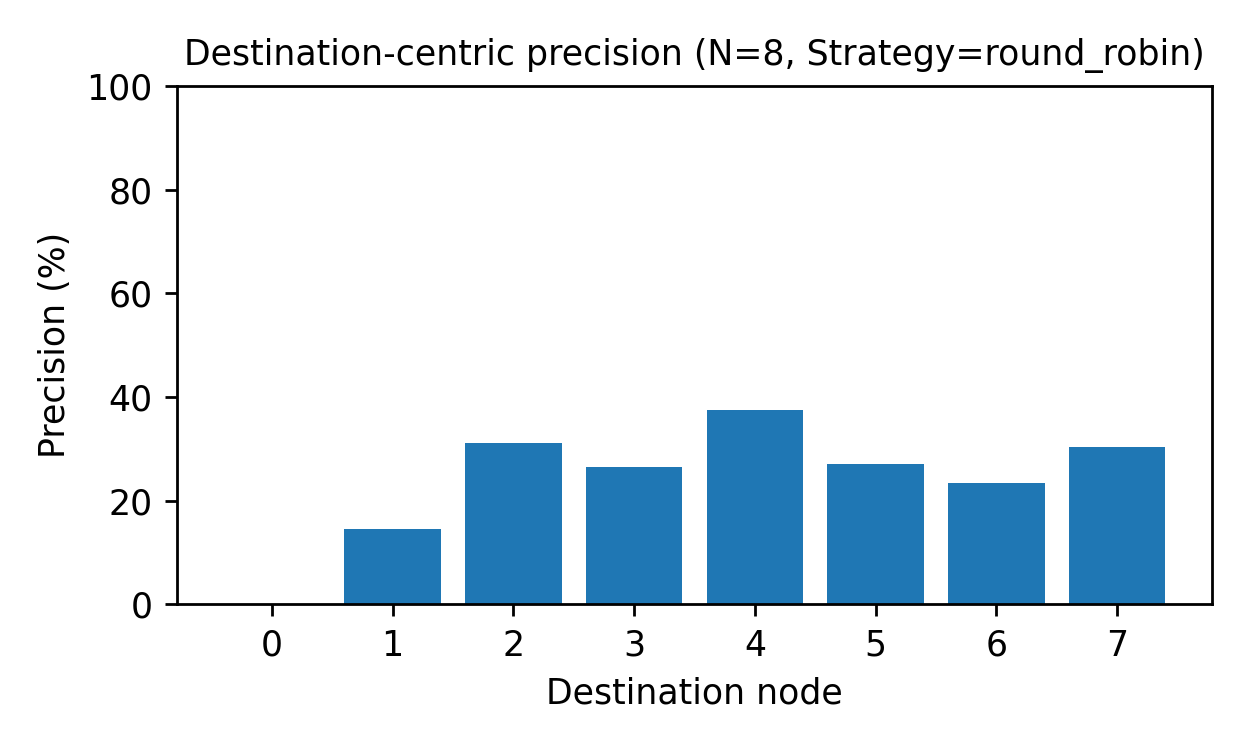 Destination-centric precision (N=8, Strategy=round_robin)
100
80
60
40
20
0
Precision (%)
0 1 2 3 4 5 6 7
Destination node